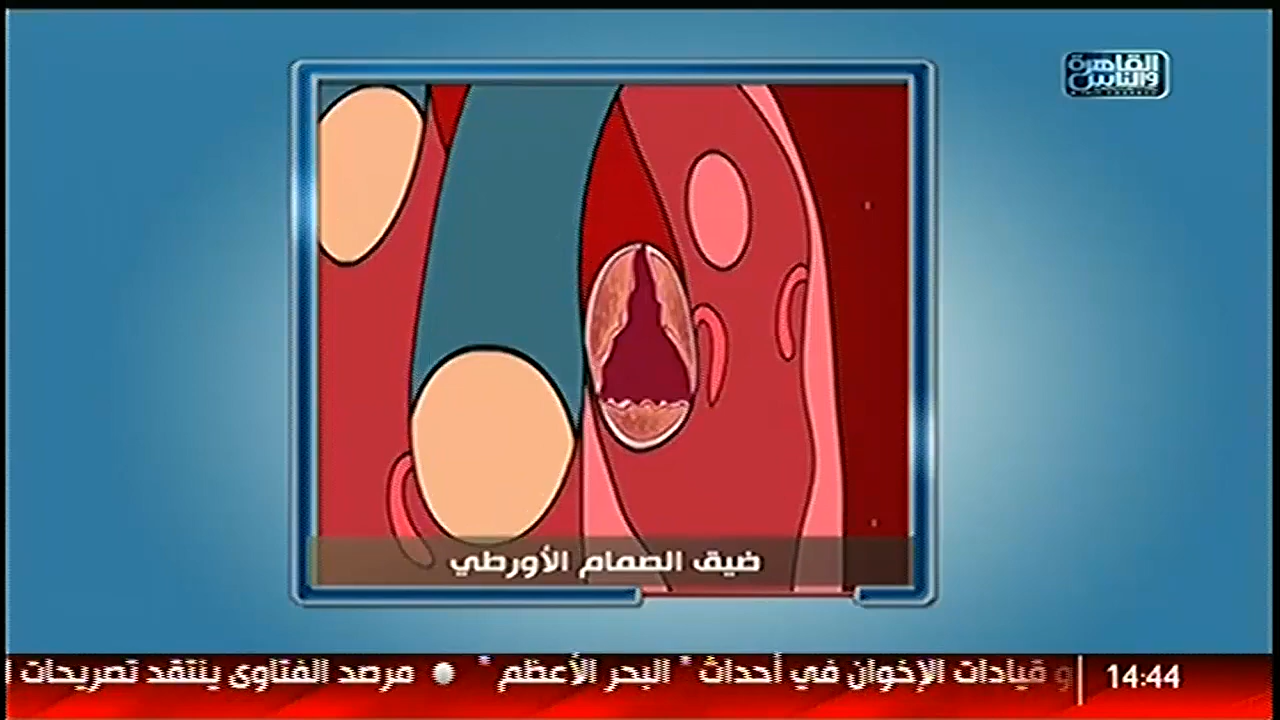 القاهرة
والناس
ضيق الصمام الأورطي
و قيادات الإخوان في أحداث " البحر الأعظم " ● مرصد الفتاوى ينتقد تصريحات
14:44